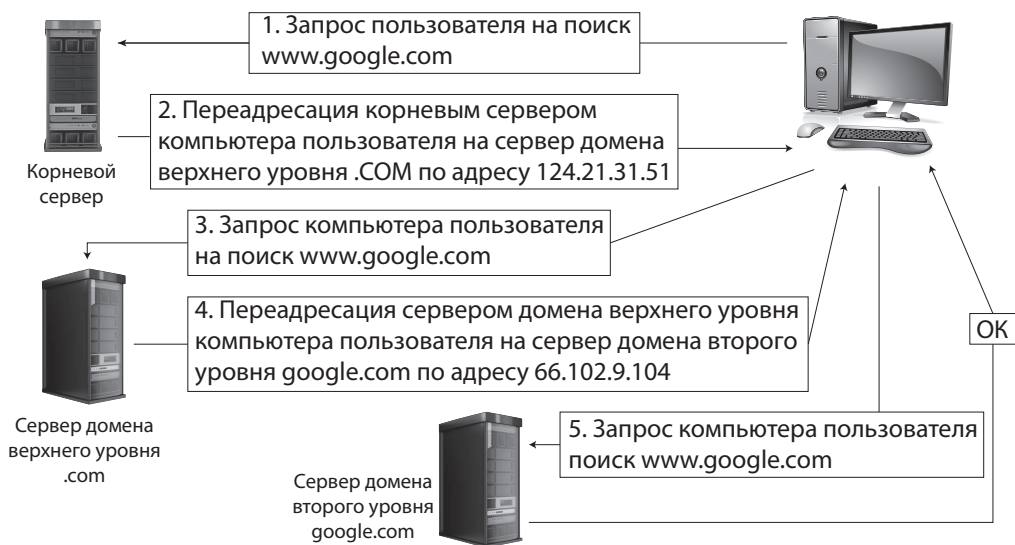 1. Запрос пользователя на поиск
www.google.com
2. Переадресация корневым сервером
компьютера пользователя на сервер домена
верхнего уровня .COM по адресу 124.21.31.51
Корневой
сервер
3. Запрос компьютера пользователя
на поиск www.google.com
4. Переадресация сервером домена верхнего уровня
компьютера пользователя на сервер домена второго
уровня google.com по адресу 66.102.9.104
ОК
Сервер домена
верхнего уровня
.com
5. Запрос компьютера пользователя
поиск www.google.com
Сервер домена
второго уровня
google.com